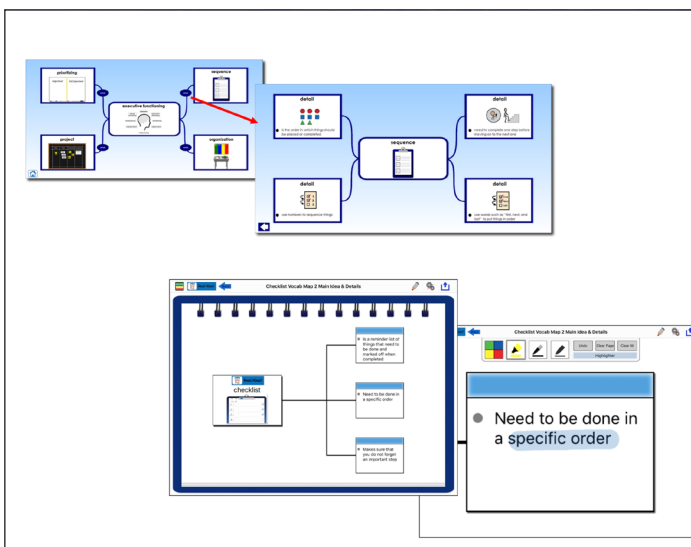 prioritizing
sequence
executive functioning
project
organization
detail
is the order in which things should
be placed or completed
detail
need to complete one step before
moving on to the next one
sequence
detail
use numbers to sequence things
detail
use words such as "first, next, and
last" to put things in order
Checklist Vocab Map 2 Main Idea & Details
Is a reminder list of
things that need to
be done and
marked off when
completed
checklist
Need to be done in
a specific order
Makes sure that
you do not forget
an important step
Checklist Vocab Map 2 Main Idea & Details
Undo
Clear Page
Clear All
Highlighter
Need to be done in
a specific order